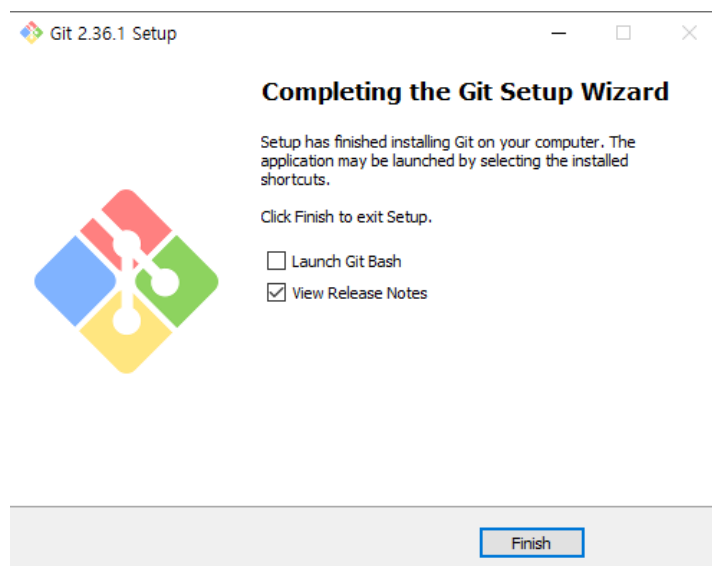 Git 2.36.1 Setup
Completing the Git Setup Wizard
Setup has finished installing Git on your computer. The
application may be launched by selecting the installed
shortcuts.
Click Finish to exit Setup.
Launch Git Bash
View Release Notes
Finish